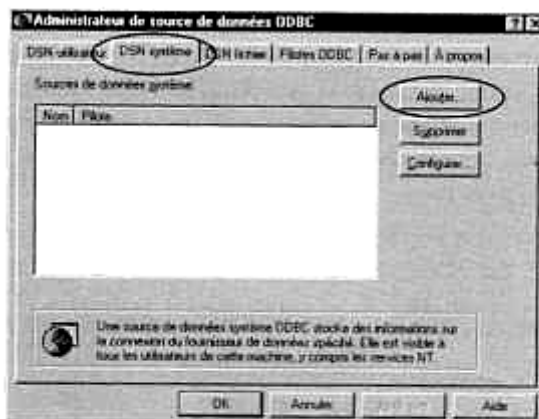 Administrateur de source de données ODBC
DSN utilisateur DSN système DSN fichier Pilotes ODBC Pas à pas À propos
Sources de données système:
Ajouter...
Nom Pilote
Supprimer
Configurer...
Une source de données système ODBC stocke des informations sur
la connexion du fournisseur de données spécifié. Elle est visible à
tous les utilisateurs de cette machine, y compris les services NT.
OK Annuler Appliquer Aide